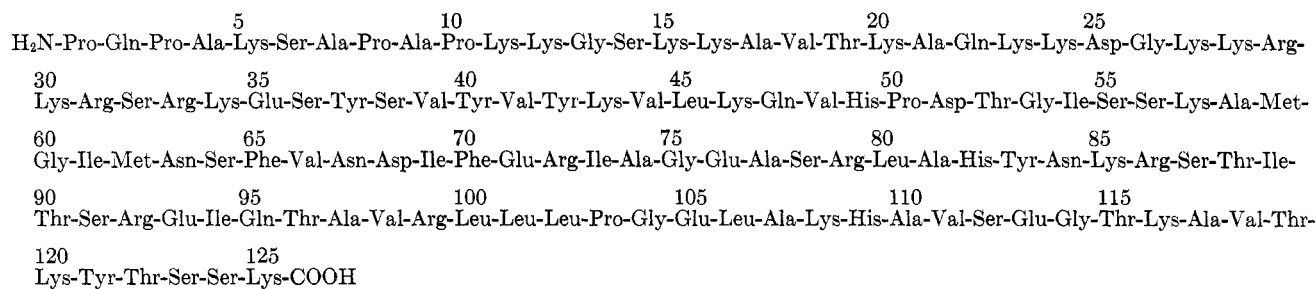 5 10 15 20 25
H₂N-Pro-Gln-Pro-Ala-Lys-Ser-Ala-Pro-Ala-Pro-Lys-Lys-Gly-Ser-Lys-Lys-Ala-Val-Thr-Lys-Ala-Gln-Lys-Lys-Asp-Gly-Lys-Lys-Arg-
30 35 40 45 50 55
Lys-Arg-Ser-Arg-Lys-Glu-Ser-Tyr-Ser-Val-Tyr-Val-Tyr-Lys-Val-Leu-Lys-Gln-Val-His-Pro-Asp-Thr-Gly-Ile-Ser-Ser-Lys-Ala-Met-
60 65 70 75 80 85
Gly-Ile-Met-Asn-Ser-Phe-Val-Asn-Asp-Ile-Phe-Glu-Arg-Ile-Ala-Gly-Glu-Ala-Ser-Arg-Leu-Ala-His-Tyr-Asn-Lys-Arg-Ser-Thr-Ile-
90 95 100 105 110 115
Thr-Ser-Arg-Glu-Ile-Gln-Thr-Ala-Val-Arg-Leu-Leu-Leu-Pro-Gly-Glu-Leu-Ala-Lys-His-Ala-Val-Ser-Glu-Gly-Thr-Lys-Ala-Val-Thr-
120 125
Lys-Tyr-Thr-Ser-Ser-Lys-COOH